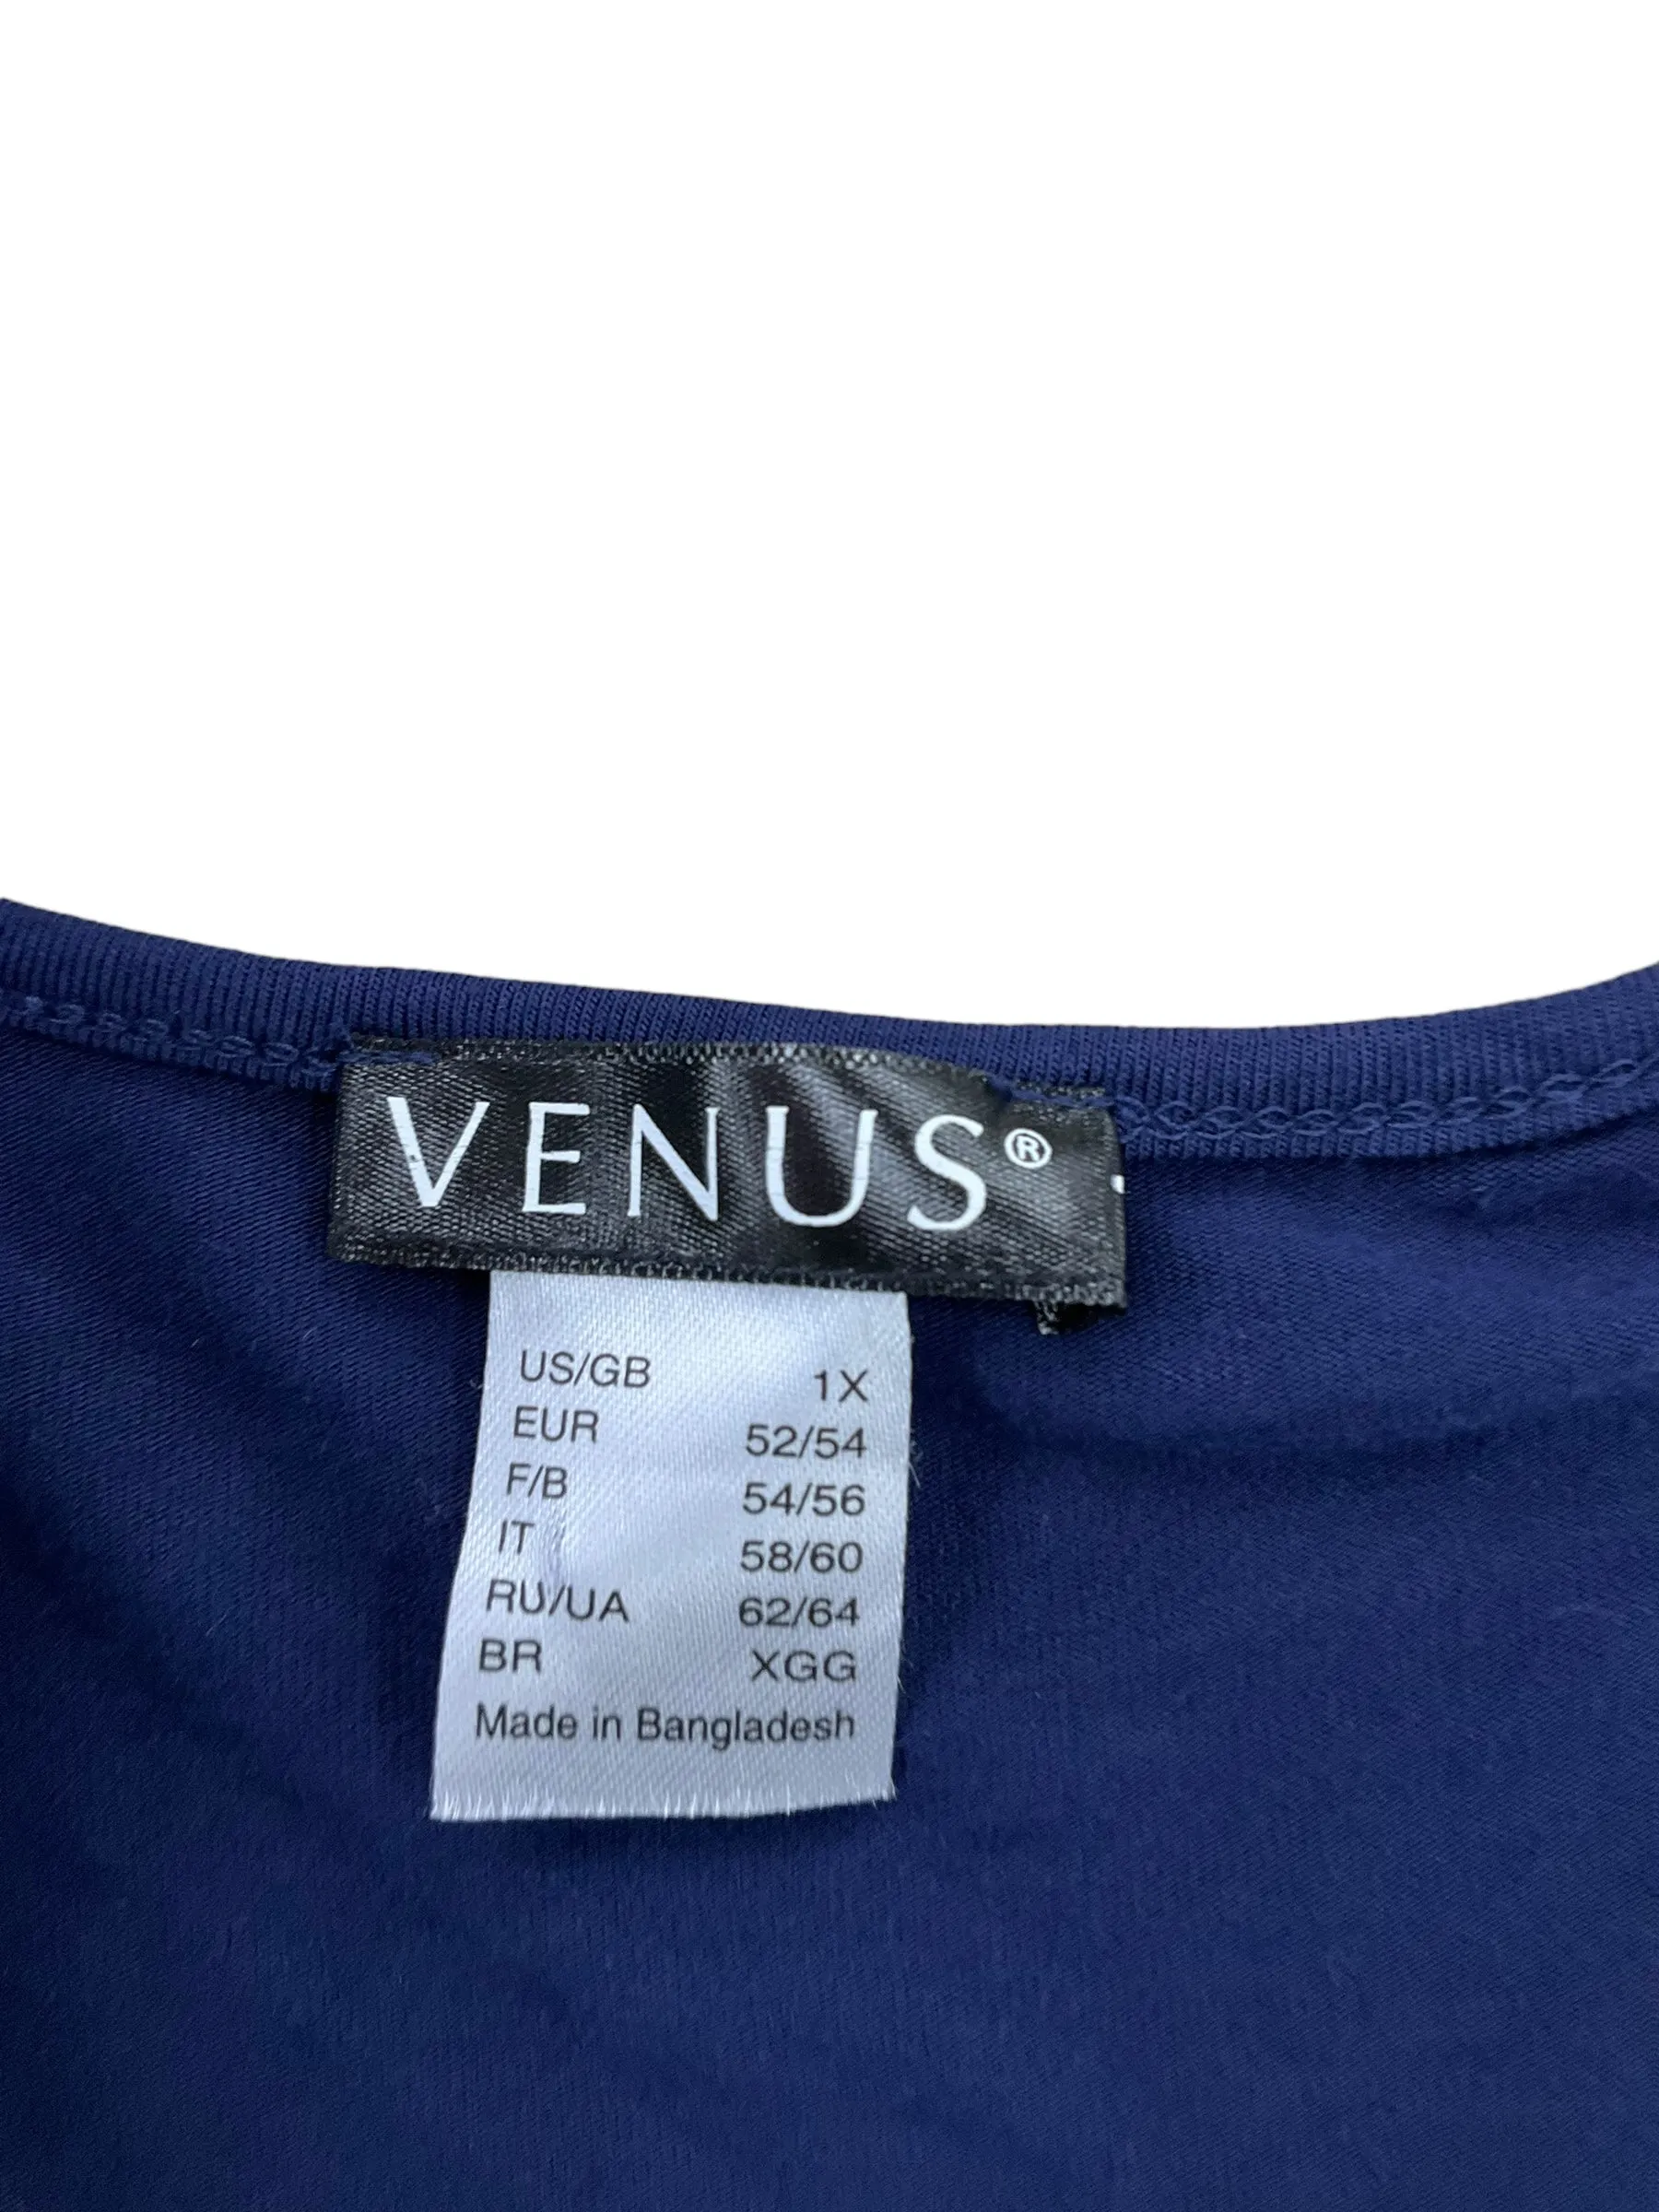 VENUS®
US/GB 1X
EUR 52/54
F/B 54/56
IT 58/60
RU/UA 62/64
BR XGG
Made in Bangladesh